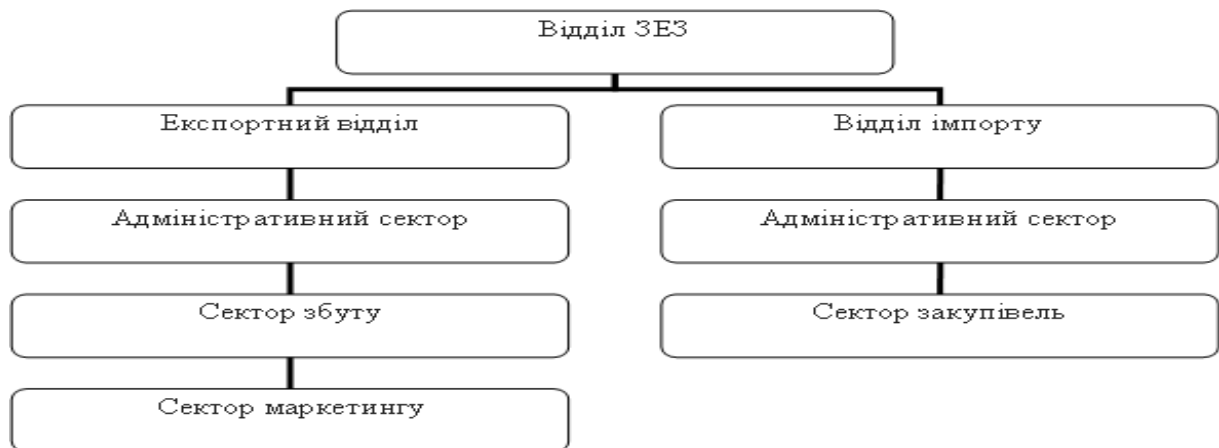 Відділ ЗЕЗ
Експортний відділ
Відділ імпорту
Адміністративний сектор
Адміністративний сектор
Сектор збуту
Сектор закупівель
Сектор маркетингу